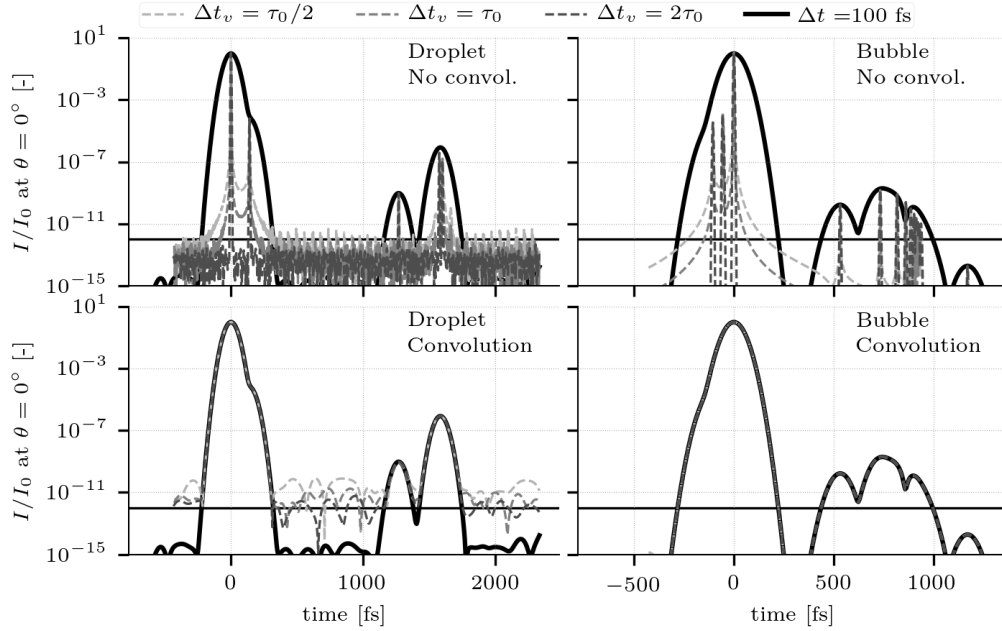 Δt_v = τ_0/2 Δt_v = τ_0 Δt_v = 2τ_0 Δt =100 fs
I/I_0 at θ = 0° [-]
10^1
10^−3
10^−7
10^−11
10^−15
Droplet
No convol.
0 1000 2000
Bubble
No convol.
I/I_0 at θ = 0° [-]
10^1
10^−3
10^−7
10^−11
10^−15
Droplet
Convolution
0 1000 2000
time [fs]
Bubble
Convolution
−500 0 500 1000
time [fs]